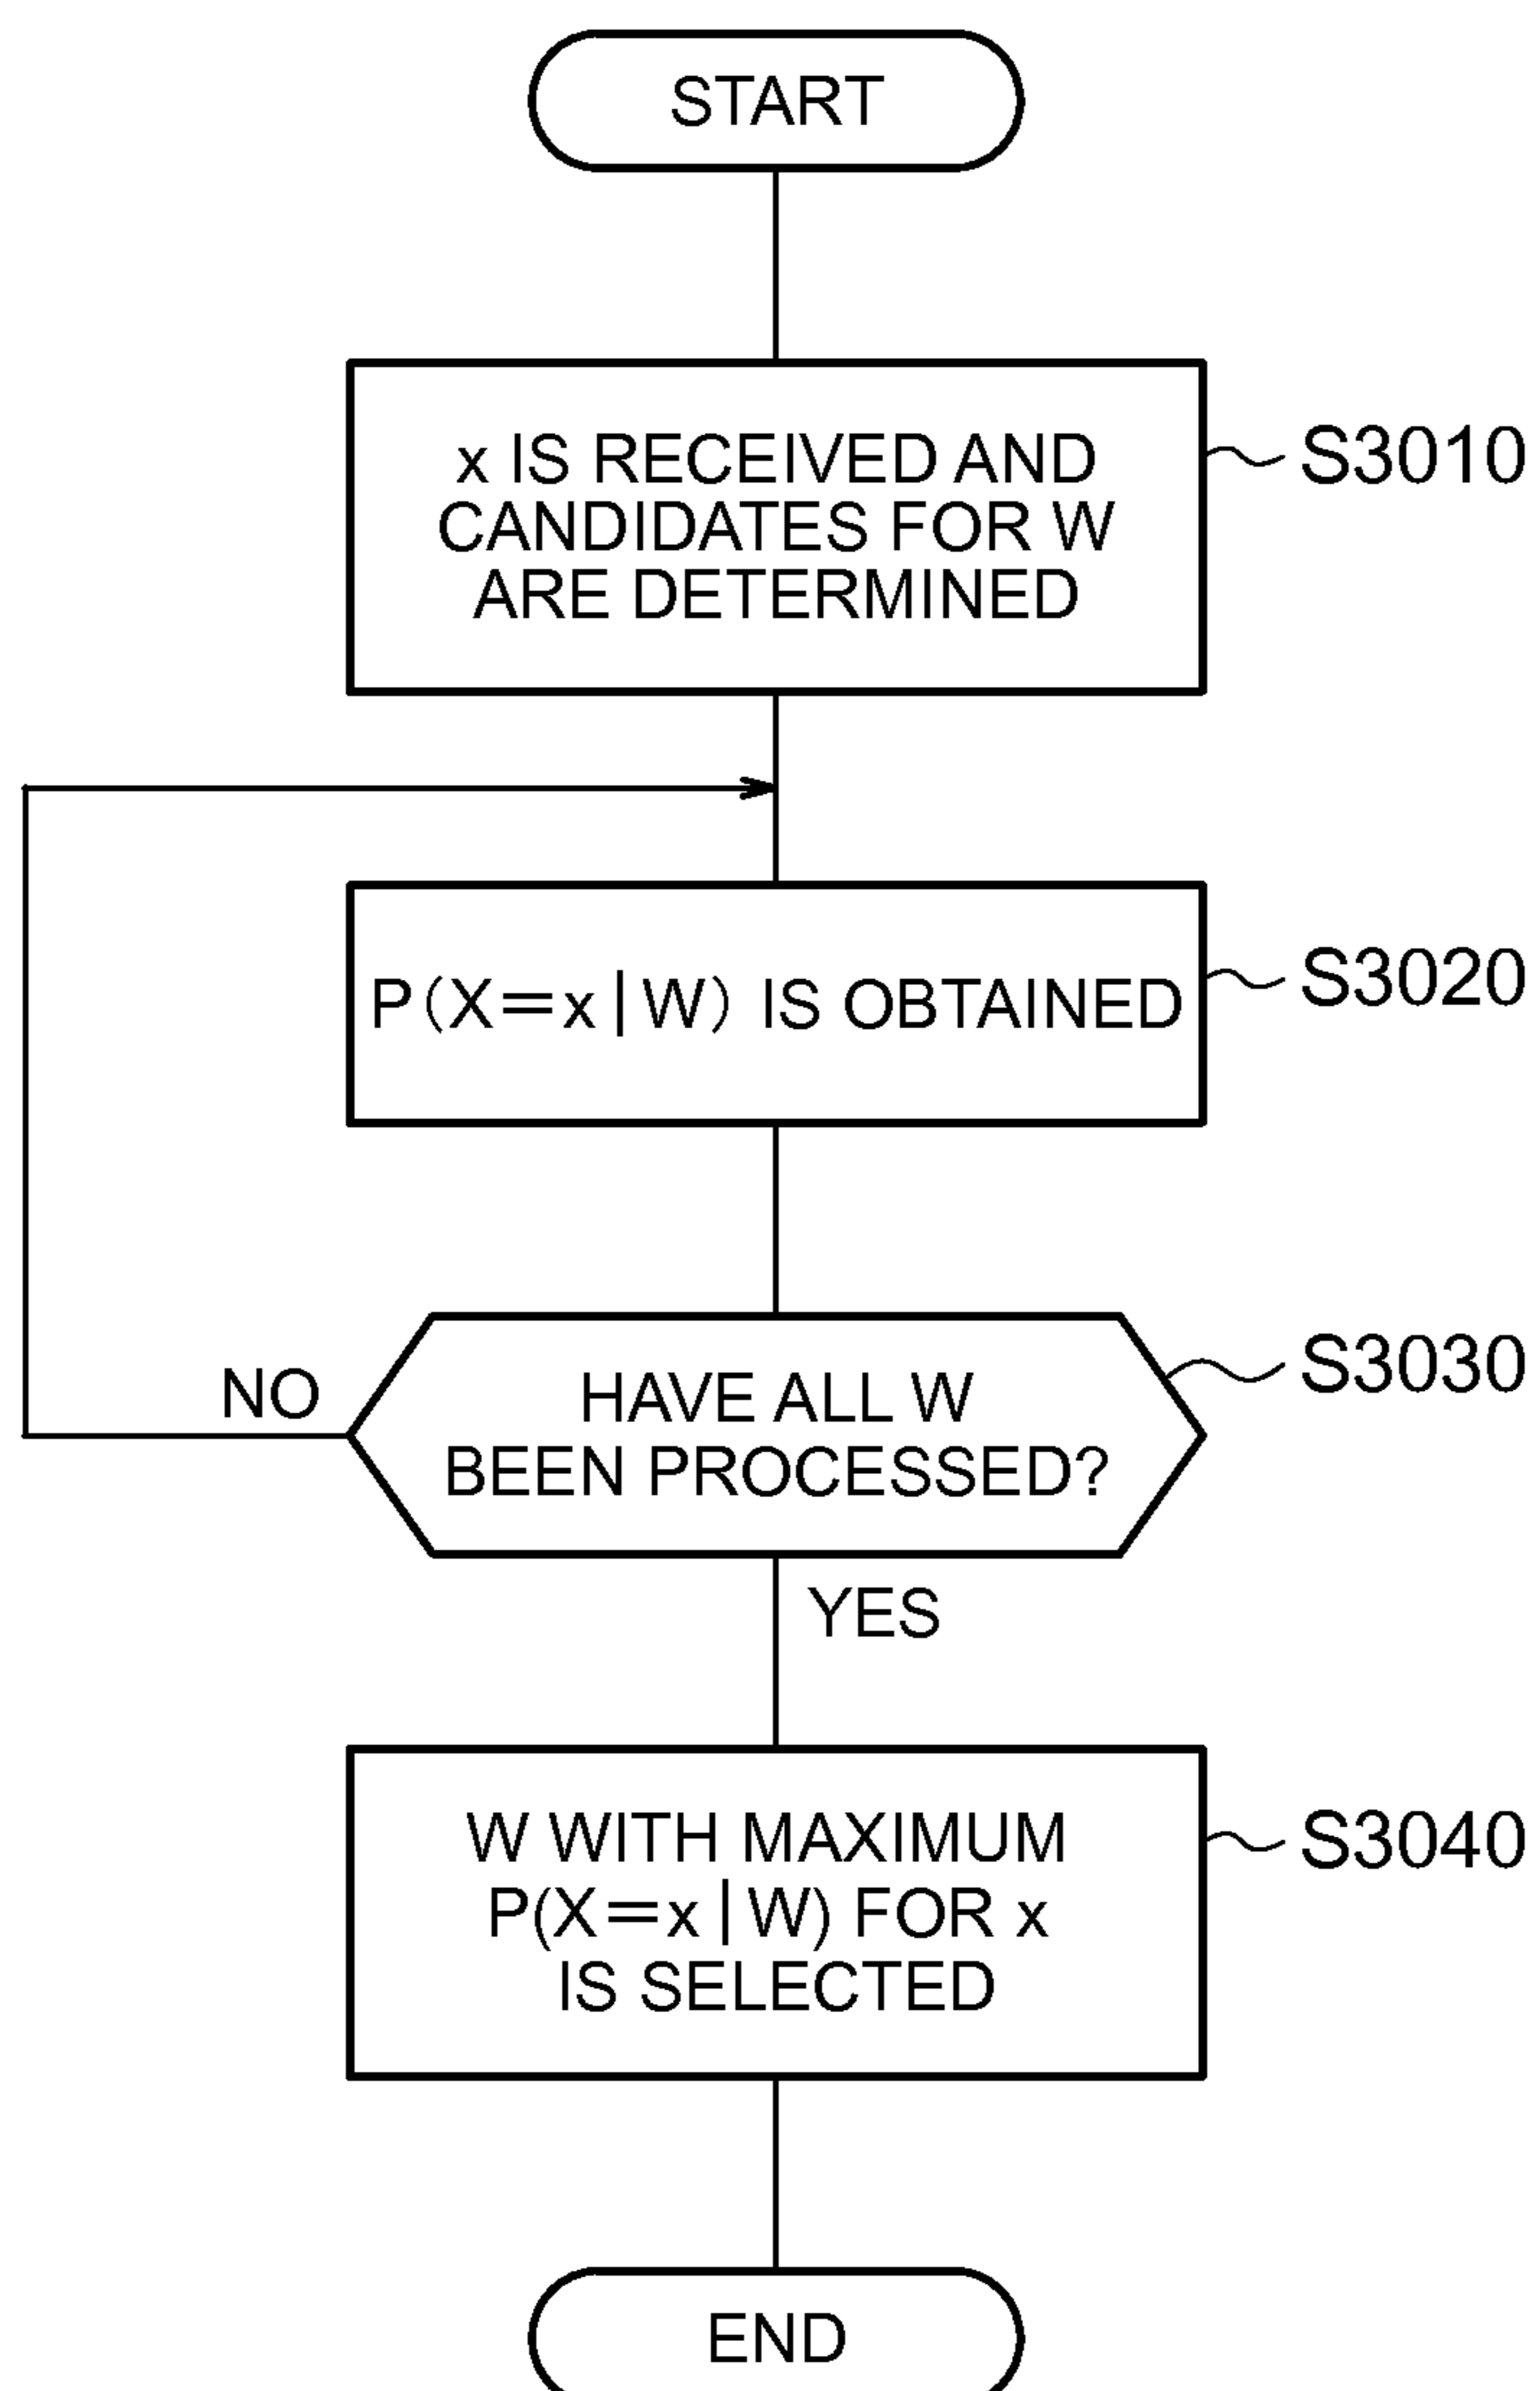 START
x IS RECEIVED AND
CANDIDATES FOR W
ARE DETERMINED
S3010
P(X=x|W) IS OBTAINED
S3020
HAVE ALL W
BEEN PROCESSED?
S3030
NO
YES
W WITH MAXIMUM
P(X=x|W) FOR x
IS SELECTED
S3040
END